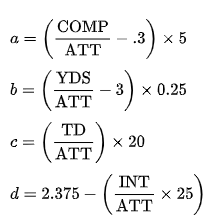 a = (COMP/ATT − .3) × 5
b = (YDS/ATT − 3) × 0.25
c = (TD/ATT) × 20
d = 2.375 − (INT/ATT × 25)